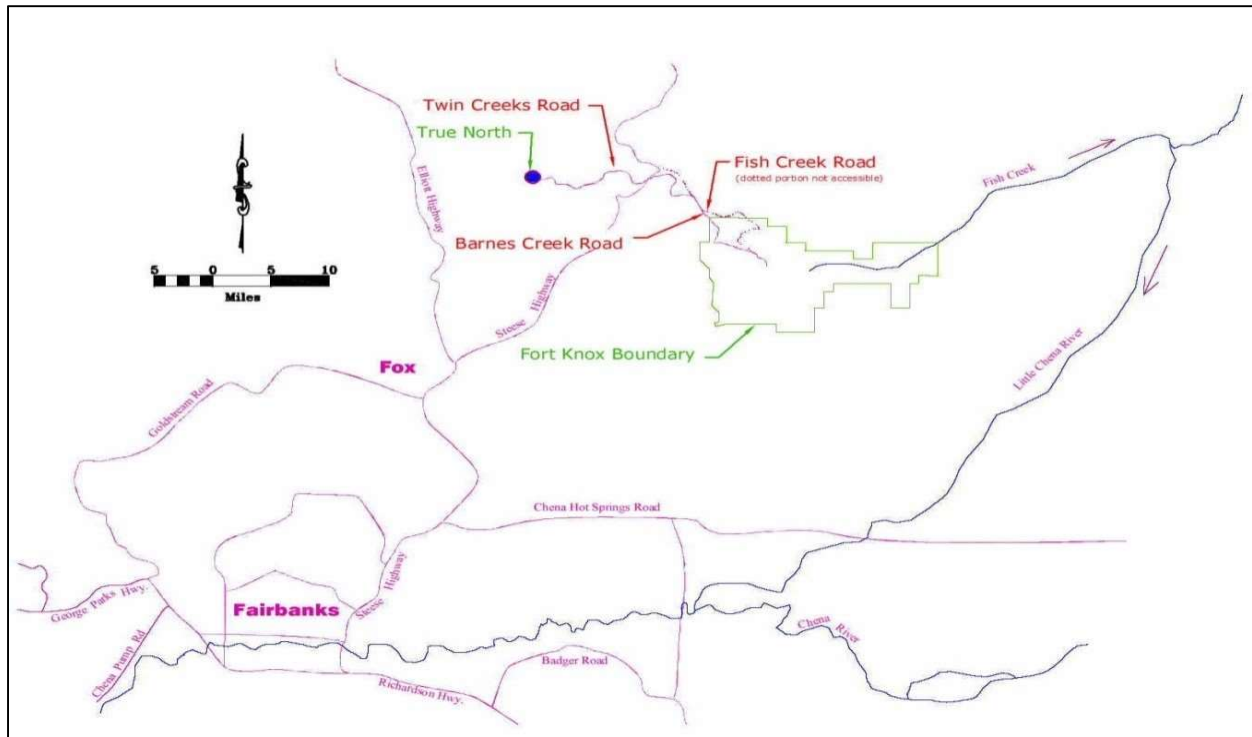 Twin Creeks Road
True North
Elliott Highway
Fish Creek Road
(dotted portion not accessible)
Fish Creek
Barnes Creek Road
5 0 5 10
Miles
Steese Highway
Fort Knox Boundary
Fox
Little Chena River
Goldstream Road
Chena Hot Springs Road
George Parks Hwy.
Fairbanks
Steese Highway
Chena River
Chena Pump Rd
Badger Road
Richardson Hwy.